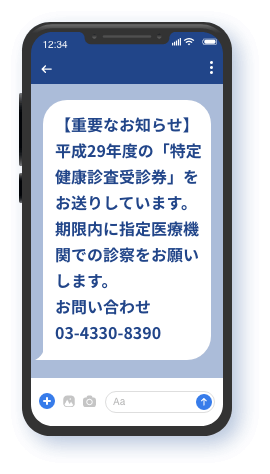 12:34
【重要なお知らせ】
平成29年度の「特定
健康診査受診券」を
お送りしています。
期限内に指定医療機
関での診察をお願い
します。
お問い合わせ
03-4330-8390
Aa